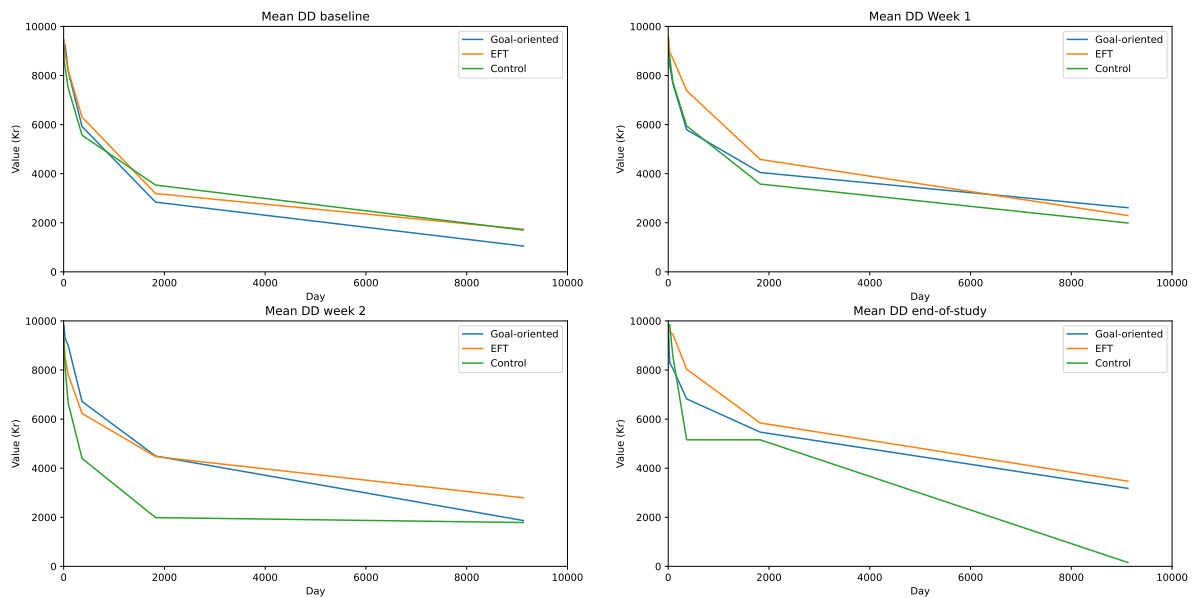 Mean DD baseline
10000
8000
6000
4000
2000
0
Value (Kr)
0 2000 4000 6000 8000 10000
Day
Goal-oriented
EFT
Control
Mean DD Week 1
10000
8000
6000
4000
2000
0
Value (Kr)
0 2000 4000 6000 8000 10000
Day
Goal-oriented
EFT
Control
Mean DD week 2
10000
8000
6000
4000
2000
0
Value (Kr)
0 2000 4000 6000 8000 10000
Day
Goal-oriented
EFT
Control
Mean DD end-of-study
10000
8000
6000
4000
2000
0
Value (Kr)
0 2000 4000 6000 8000 10000
Day
Goal-oriented
EFT
Control